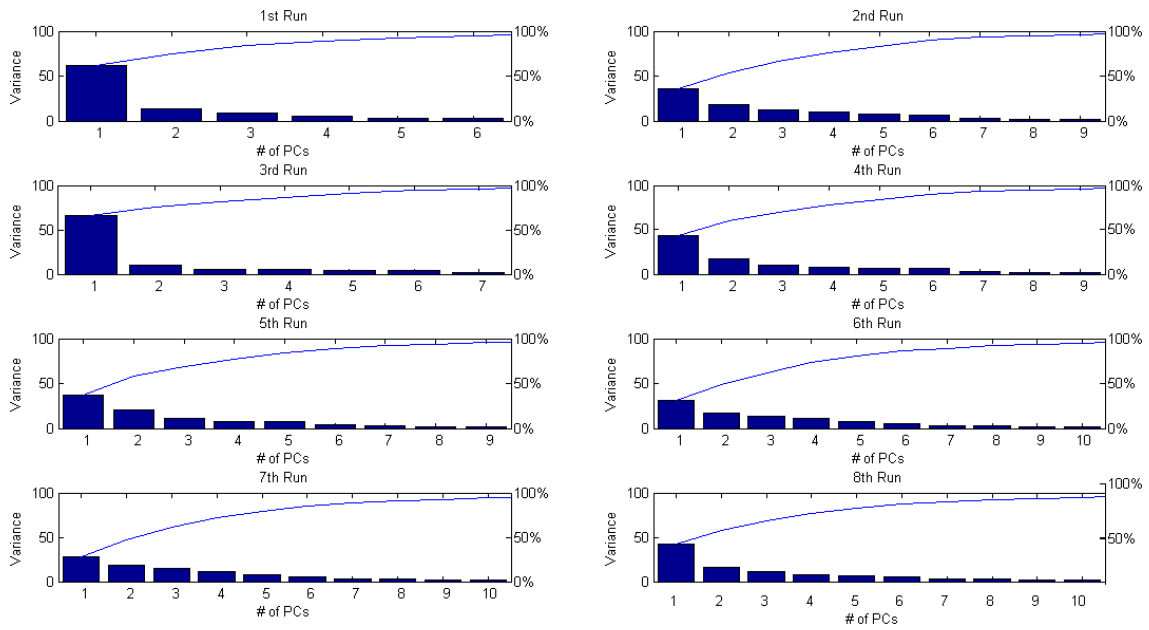 1st Run
100 100%
Variance
50 50%
0 0%
1 2 3 4 5 6
# of PCs
2nd Run
100 100%
Variance
50 50%
0 0%
1 2 3 4 5 6 7 8 9
# of PCs
3rd Run
100 100%
Variance
50 50%
0 0%
1 2 3 4 5 6 7
# of PCs
4th Run
100 100%
Variance
50 50%
0 0%
1 2 3 4 5 6 7 8 9
# of PCs
5th Run
100 100%
Variance
50 50%
0 0%
1 2 3 4 5 6 7 8 9
# of PCs
6th Run
100 100%
Variance
50 50%
0 0%
1 2 3 4 5 6 7 8 9 10
# of PCs
7th Run
100 100%
Variance
50 50%
0 0%
1 2 3 4 5 6 7 8 9 10
# of PCs
8th Run
100 100%
Variance
50 50%
0
1 2 3 4 5 6 7 8 9 10
# of PCs